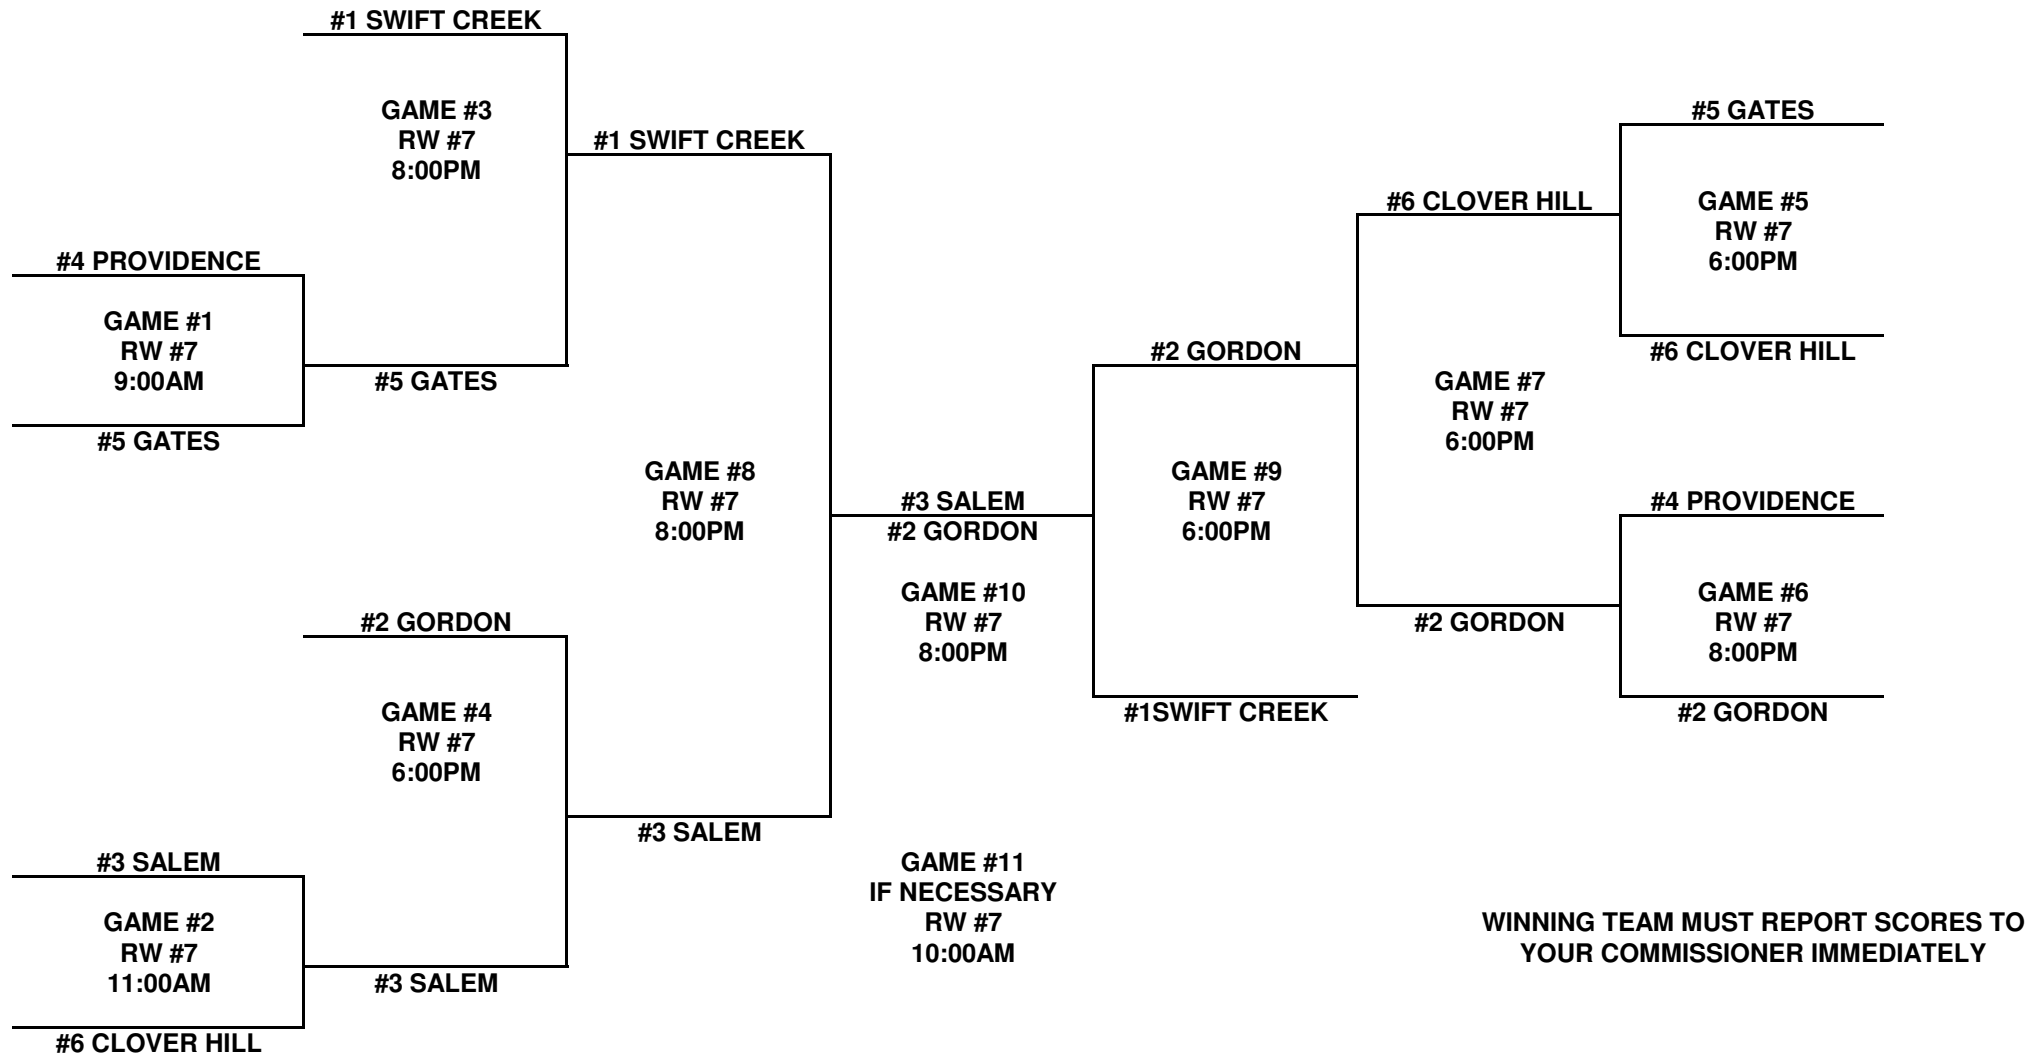 #1 SWIFT CREEK
GAME #3
RW #7
8:00PM
#1 SWIFT CREEK
#4 PROVIDENCE
GAME #1
RW #7
9:00AM
#5 GATES
#5 GATES
GAME #8
RW #7
8:00PM
#2 GORDON
GAME #4
RW #7
6:00PM
#3 SALEM
#3 SALEM
GAME #2
RW #7
11:00AM
#3 SALEM
#6 CLOVER HILL
#3 SALEM
#2 GORDON
GAME #10
RW #7
8:00PM
GAME #11
IF NECESSARY
RW #7
10:00AM
#2 GORDON
GAME #9
RW #7
6:00PM
#1SWIFT CREEK
#6 CLOVER HILL
GAME #7
RW #7
6:00PM
#2 GORDON
#5 GATES
GAME #5
RW #7
6:00PM
#6 CLOVER HILL
#4 PROVIDENCE
GAME #6
RW #7
8:00PM
#2 GORDON
WINNING TEAM MUST REPORT SCORES TO
YOUR COMMISSIONER IMMEDIATELY